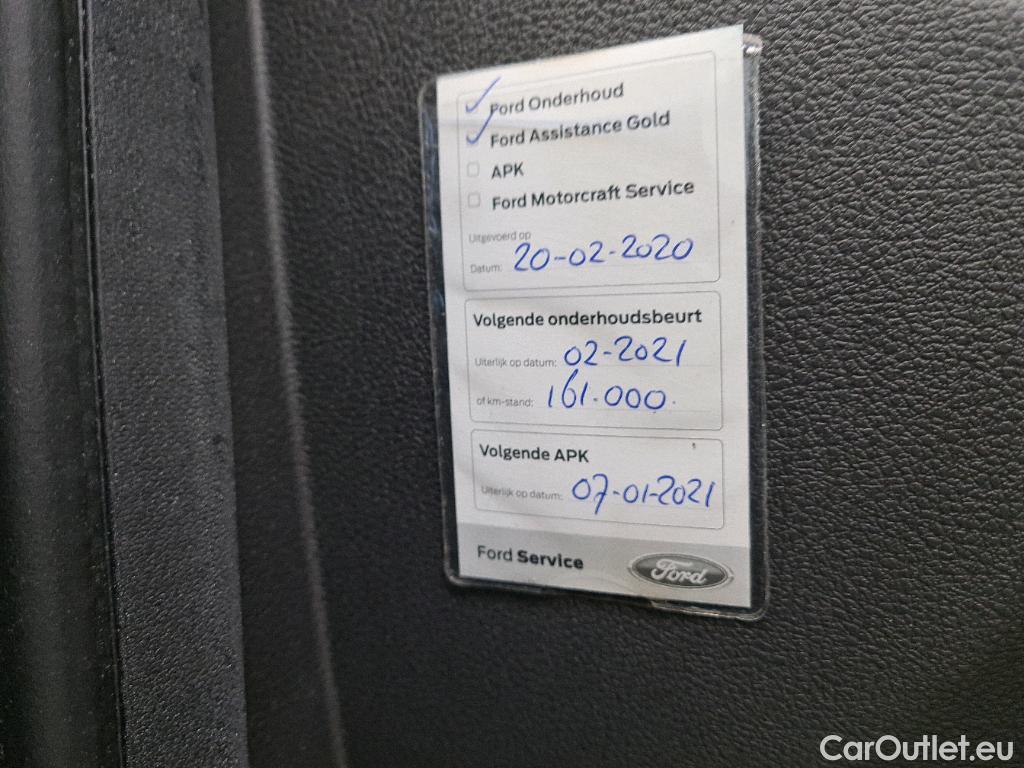 Ford Onderhoud
Ford Assistance Gold
APK
Ford Motorcraft Service
Uitgevoerd op
Datum: 20-02-2020
Volgende onderhoudsbeurt
Uiterlijk op datum: 02-2021
of km-stand: 161.000.
Volgende APK
Uiterlijk op datum: 07-01-2021
Ford Service
Ford
CarOutlet.eu